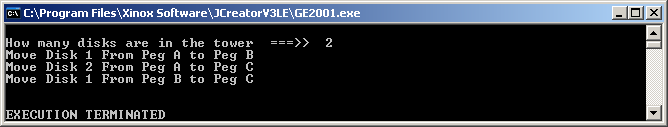 C:\Program Files\Xinox Software\JCreatorV3LE\GE2001.exe
How many disks are in the tower ===>> 2
Move Disk 1 From Peg A to Peg B
Move Disk 2 From Peg A to Peg C
Move Disk 1 From Peg B to Peg C
EXECUTION TERMINATED